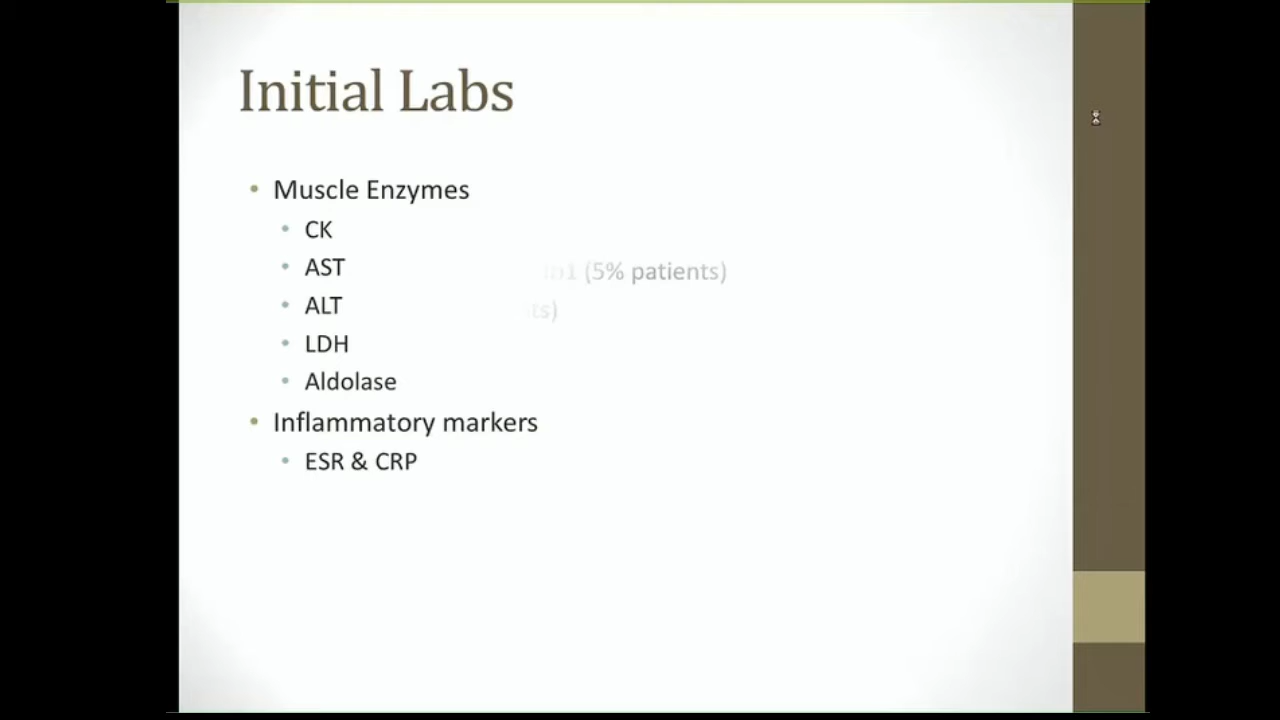 Initial Labs
• Muscle Enzymes
• CK
• AST
(5% patients)
• ALT
• LDH
• Aldolase
• Inflammatory markers
• ESR & CRP